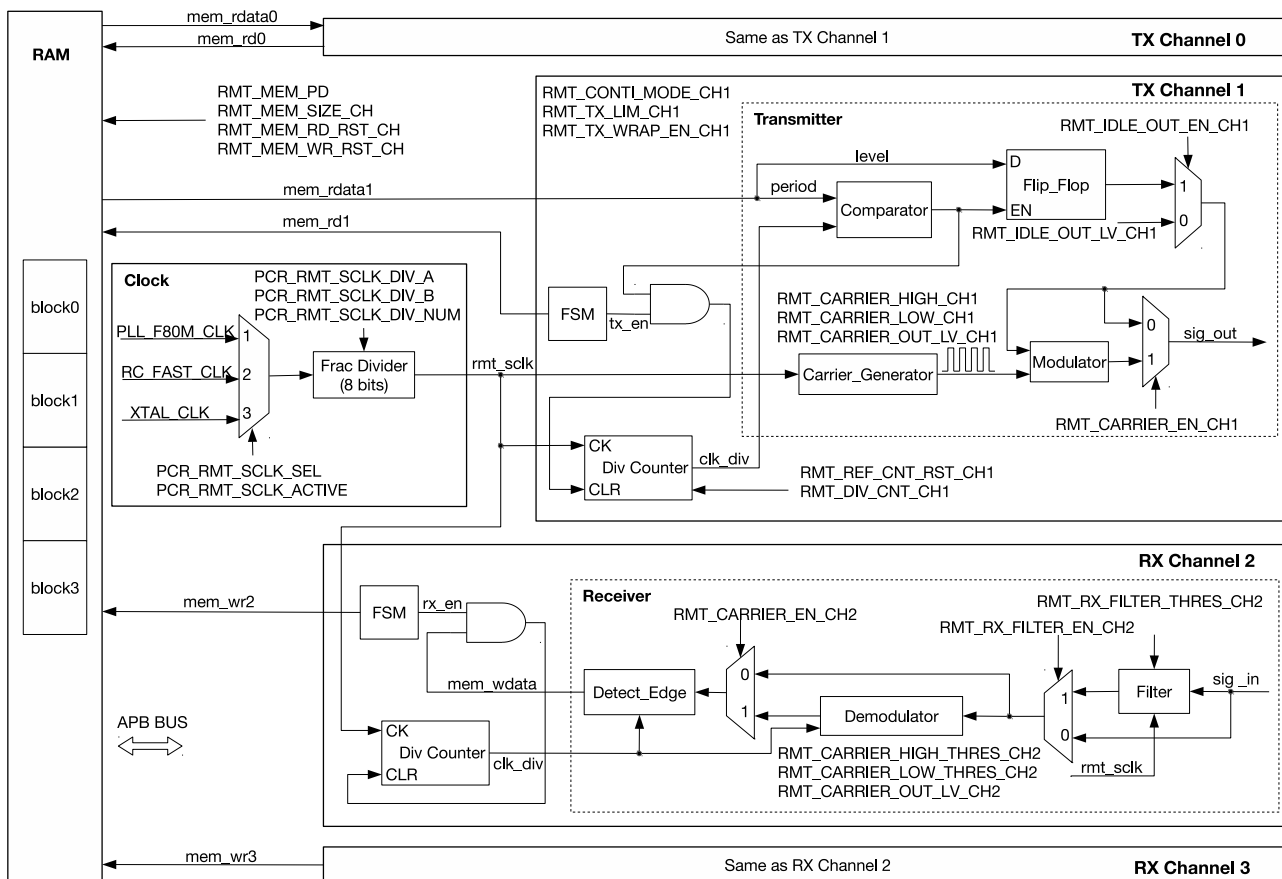 RAM
mem_rdata0
mem_rd0
Same as TX Channel 1
TX Channel 0
RMT_MEM_PD
RMT_MEM_SIZE_CH
RMT_MEM_RD_RST_CH
RMT_MEM_WR_RST_CH
mem_rdata1
mem_rd1
block0
block1
block2
block3
APB BUS
Clock
PCR_RMT_SCLK_DIV_A
PCR_RMT_SCLK_DIV_B
PCR_RMT_SCLK_DIV_NUM
PLL_F80M_CLK
1
RC_FAST_CLK
2
XTAL_CLK
3
Frac Divider
(8 bits)
rmt_sclk
PCR_RMT_SCLK_SEL
PCR_RMT_SCLK_ACTIVE
TX Channel 1
RMT_CONTI_MODE_CH1
RMT_TX_LIM_CH1
RMT_TX_WRAP_EN_CH1
Transmitter
RMT_IDLE_OUT_EN_CH1
level
period
Comparator
D
Flip_Flop
EN
1
0
RMT_IDLE_OUT_LV_CH1
FSM
tx_en
RMT_CARRIER_HIGH_CH1
RMT_CARRIER_LOW_CH1
RMT_CARRIER_OUT_LV_CH1
Carrier_Generator
Modulator
0
1
sig_out
RMT_CARRIER_EN_CH1
CK
Div Counter
CLR
clk_div
RMT_REF_CNT_RST_CH1
RMT_DIV_CNT_CH1
RX Channel 2
mem_wr2
FSM
rx_en
Receiver
RMT_CARRIER_EN_CH2
RMT_RX_FILTER_THRES_CH2
RMT_RX_FILTER_EN_CH2
mem_wdata
Detect_Edge
0
1
Demodulator
1
0
Filter
sig _in
rmt_sclk
CK
Div Counter
CLR
clk_div
RMT_CARRIER_HIGH_THRES_CH2
RMT_CARRIER_LOW_THRES_CH2
RMT_CARRIER_OUT_LV_CH2
mem_wr3
Same as RX Channel 2
RX Channel 3